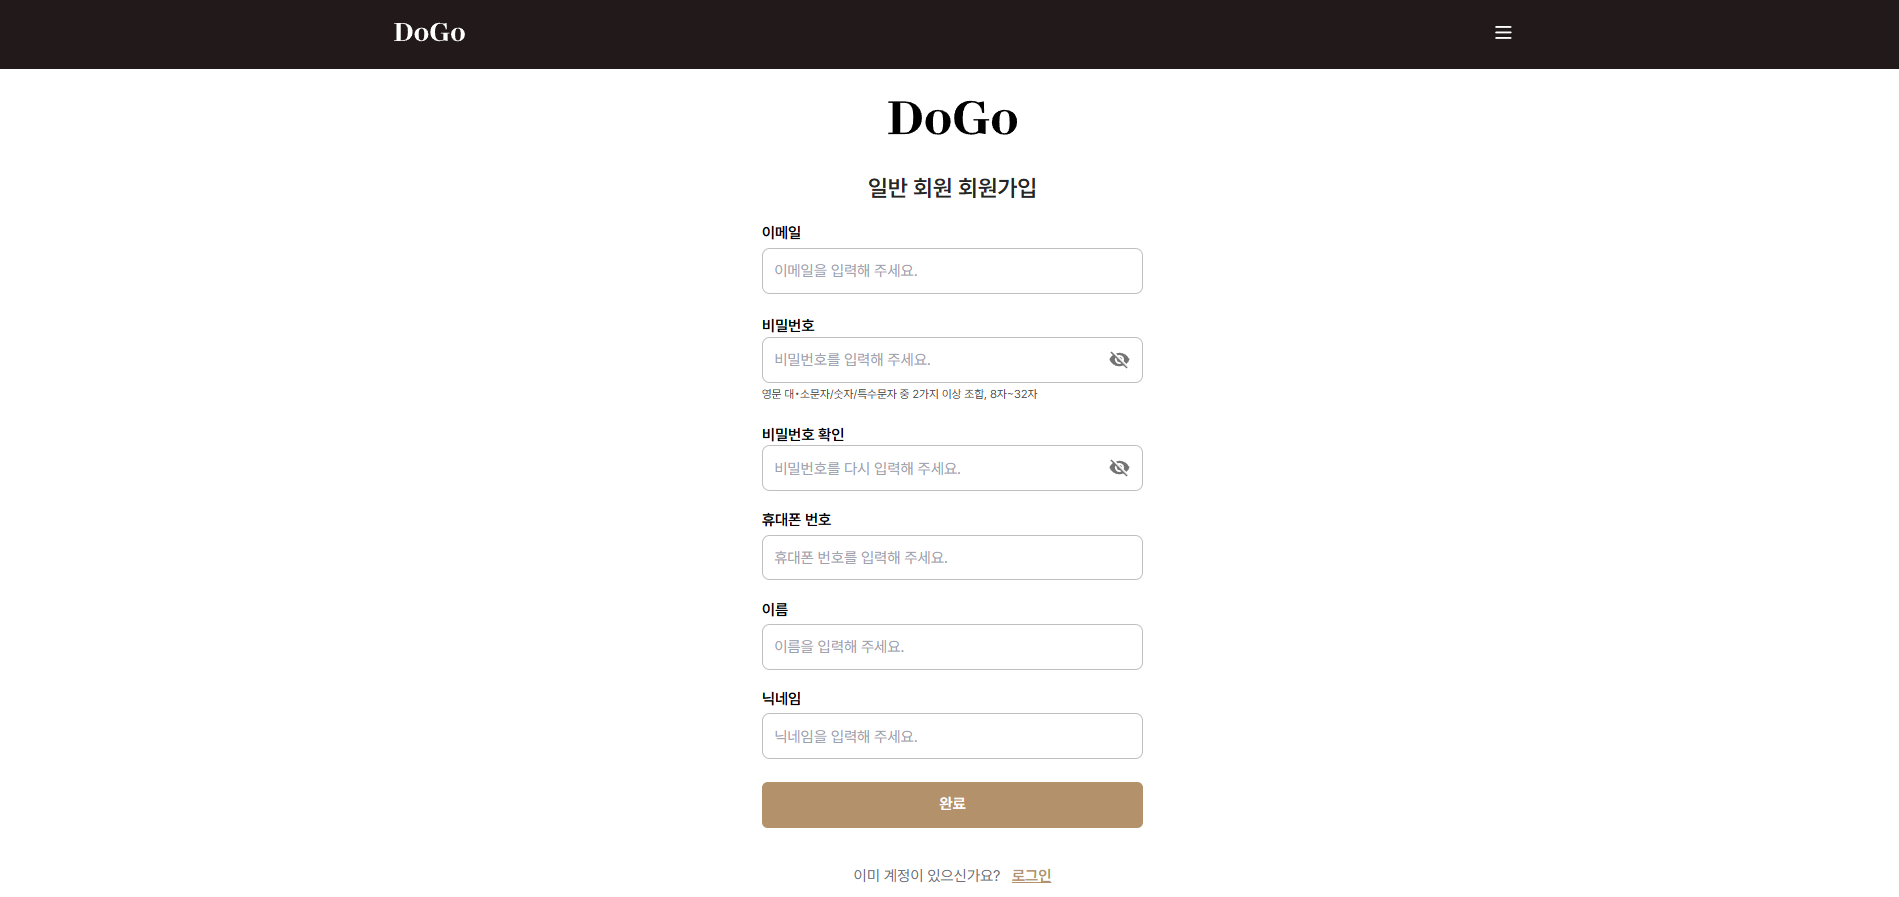 DoGo
DoGo
일반 회원 회원가입
이메일
이메일을 입력해 주세요.
비밀번호
비밀번호를 입력해 주세요.
영문 대•소문자/숫자/특수문자 중 2가지 이상 조합, 8자~32자
비밀번호 확인
비밀번호를 다시 입력해 주세요.
휴대폰 번호
휴대폰 번호를 입력해 주세요.
이름
이름을 입력해 주세요.
닉네임
닉네임을 입력해 주세요.
완료
이미 계정이 있으신가요? 로그인